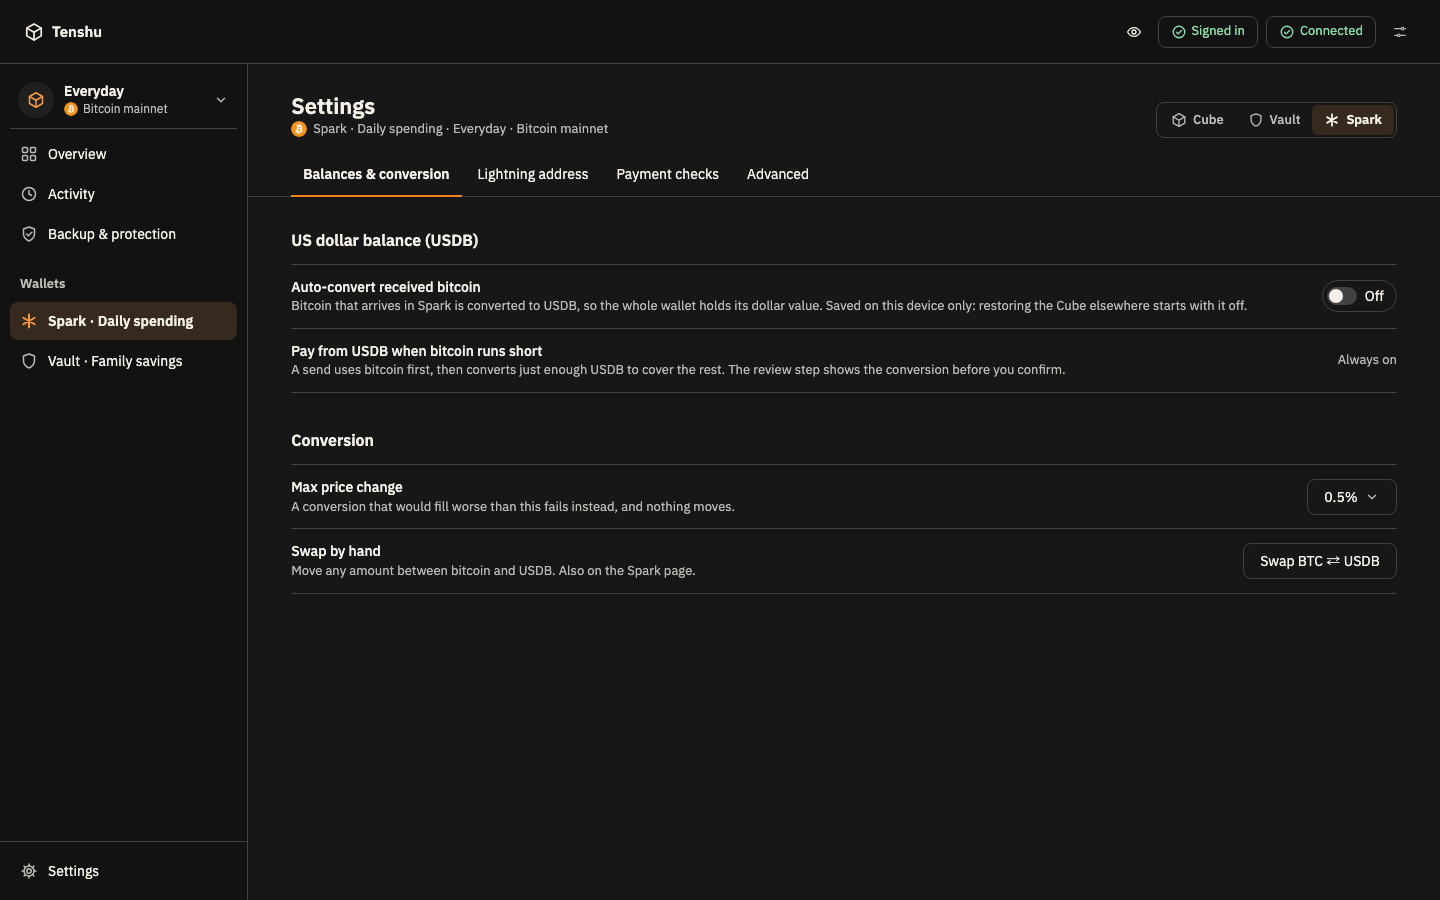 Tenshu
Signed in
Connected
Everyday
Bitcoin mainnet
Overview
Activity
Backup & protection
Wallets
Spark · Daily spending
Vault · Family savings
Settings
Settings
Spark · Daily spending · Everyday · Bitcoin mainnet
Cube
Vault
Spark
Balances & conversion
Lightning address
Payment checks
Advanced
US dollar balance (USDB)
Auto-convert received bitcoin
Bitcoin that arrives in Spark is converted to USDB, so the whole wallet holds its dollar value. Saved on this device only: restoring the Cube elsewhere starts with it off.
Off
Pay from USDB when bitcoin runs short
A send uses bitcoin first, then converts just enough USDB to cover the rest. The review step shows the conversion before you confirm.
Always on
Conversion
Max price change
A conversion that would fill worse than this fails instead, and nothing moves.
0.5%
Swap by hand
Move any amount between bitcoin and USDB. Also on the Spark page.
Swap BTC ⇄ USDB